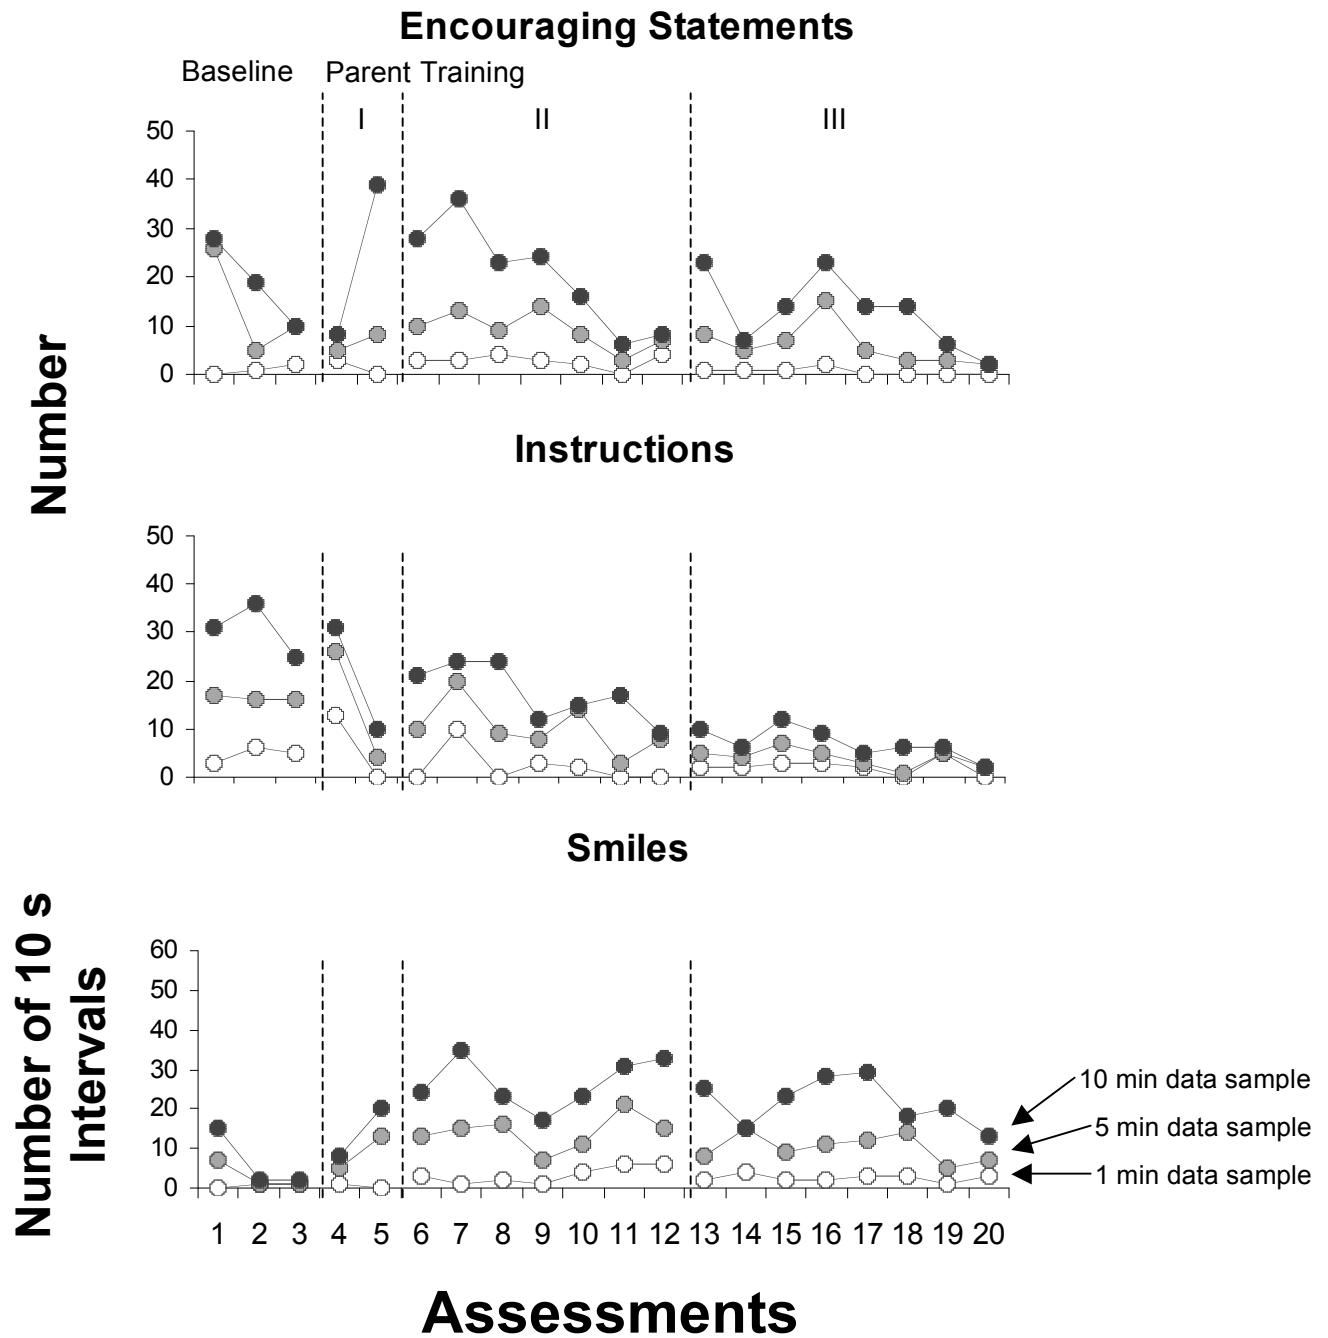 Encouraging Statements
Baseline
Parent Training
I
II
III
50
40
30
20
10
0
Number
Instructions
50
40
30
20
10
0
Smiles
Number of 10 s
Intervals
60
50
40
30
20
10
0
10 min data sample
5 min data sample
1 min data sample
1 2 3 4 5 6 7 8 9 10 11 12 13 14 15 16 17 18 19 20
Assessments